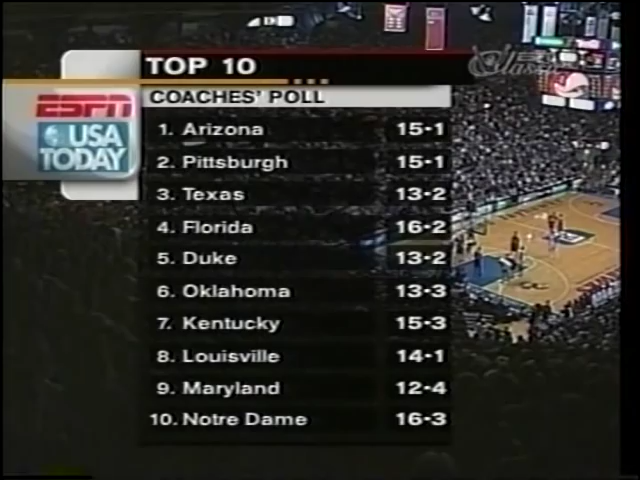 TOP 10
Classic
COACHES' POLL
ESPN
USA
TODAY
1. Arizona 15-1
2. Pittsburgh 15-1
3. Texas 13-2
4. Florida 16-2
5. Duke 13-2
6. Oklahoma 13-3
7. Kentucky 15-3
8. Louisville 14-1
9. Maryland 12-4
10. Notre Dame 16-3